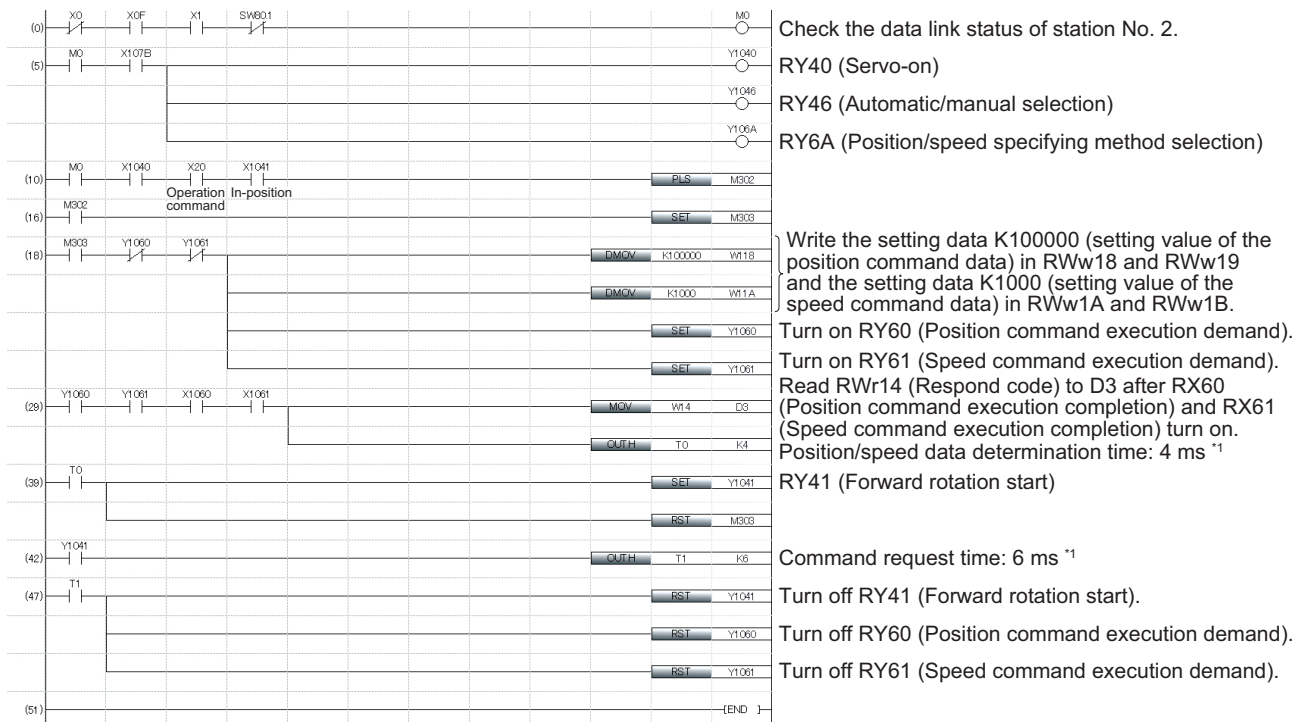 X0 X0F X1 SW80.1 M0
(0) Check the data link status of station No. 2.
M0 X107B Y1040
(5) RY40 (Servo-on)
Y1046
RY46 (Automatic/manual selection)
Y106A
RY6A (Position/speed specifying method selection)
M0 X1040 X20 X1041
(10) PLS M302
Operation In-position
command
M302
(16) SET M303
M303 Y1060 Y1061
(18) DMOV K100000 W118
Write the setting data K100000 (setting value of the
position command data) in RWw18 and RWw19
and the setting data K1000 (setting value of the
speed command data) in RWw1A and RWw1B.
DMOV K1000 W11A
SET Y1060 Turn on RY60 (Position command execution demand).
SET Y1061 Turn on RY61 (Speed command execution demand).
Y1060 Y1061 X1060 X1061
(29) MOV W14 D3
Read RWr14 (Respond code) to D3 after RX60
(Position command execution completion) and RX61
(Speed command execution completion) turn on.
OUTH T0 K4 Position/speed data determination time: 4 ms *1
T0
(39) SET Y1041 RY41 (Forward rotation start)
RST M303
Y1041
(42) OUTH T1 K6 Command request time: 6 ms *1
T1
(47) RST Y1041 Turn off RY41 (Forward rotation start).
RST Y1060 Turn off RY60 (Position command execution demand).
RST Y1061 Turn off RY61 (Speed command execution demand).
(51) [END ]